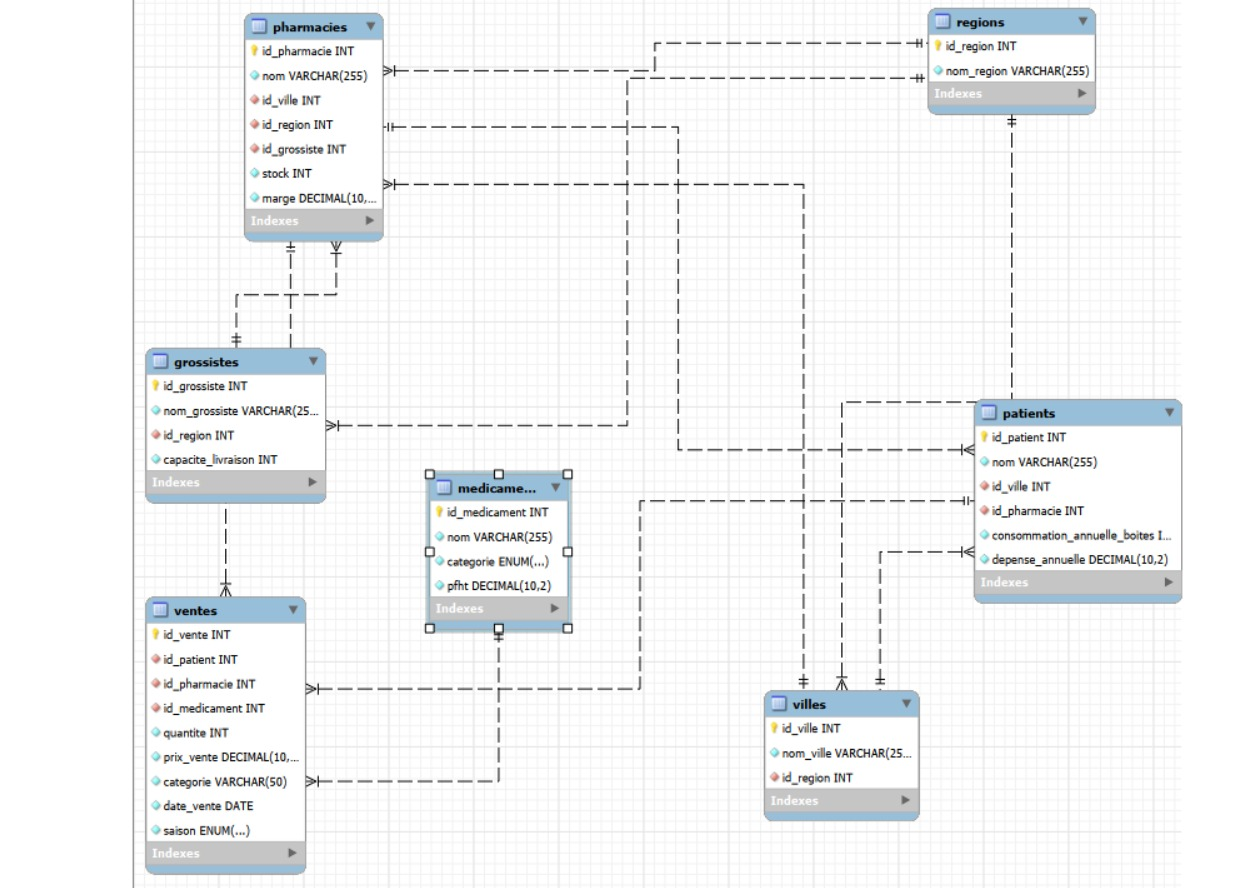 pharmacies
id_pharmacie INT
nom VARCHAR(255)
id_ville INT
id_region INT
id_grossiste INT
stock INT
marge DECIMAL(10,...
Indexes
regions
id_region INT
nom_region VARCHAR(255)
Indexes
grossistes
id_grossiste INT
nom_grossiste VARCHAR(25...
id_region INT
capacite_livraison INT
Indexes
medicame...
id_medicament INT
nom VARCHAR(255)
categorie ENUM(...)
pfht DECIMAL(10,2)
Indexes
patients
id_patient INT
nom VARCHAR(255)
id_ville INT
id_pharmacie INT
consommation_annuelle_boites I...
depense_annuelle DECIMAL(10,2)
Indexes
ventes
id_vente INT
id_patient INT
id_pharmacie INT
id_medicament INT
quantite INT
prix_vente DECIMAL(10,...
categorie VARCHAR(50)
date_vente DATE
saison ENUM(...)
Indexes
villes
id_ville INT
nom_ville VARCHAR(25...
id_region INT
Indexes